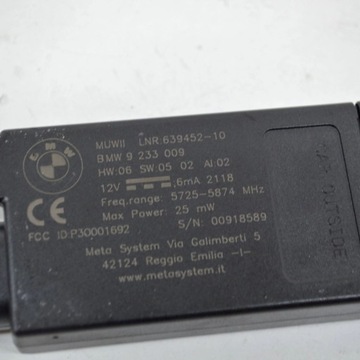 BMW
MUWII LNR 639452-10
BMW 9 233 009
HW:06 SW:05 02 AI:02
12V ,6mA 2118
Freq.range: 5725-5874 MHz
Max Power: 25 mW
FCC ID:P30001692 S/N: 00918589
Meta System Via Galimberti 5
42124 Reggio Emilia -I-
www.metasystem.it
OUTSIDE